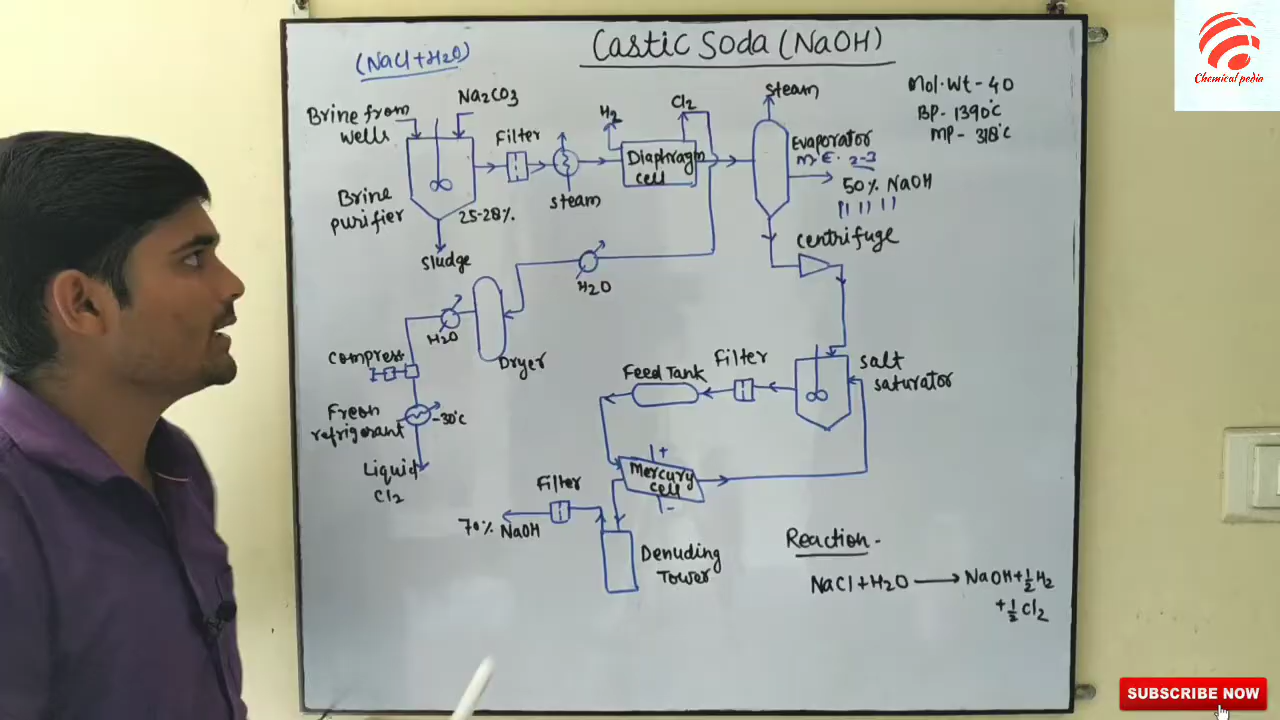 Castic Soda (NaOH)
(NaCl+H2O)
Mol·Wt - 40
BP- 1390°C
MP- 318°C
Brine from
wells
Na2CO3
Filter
H2
Cl2
steam
Diaphragm
cell
Evaporator
M.E. 2-3
50% NaOH
Brine
purifier
25-28%
steam
sludge
centrifuge
H2O
H2O
Dryer
compress
Freon
refrigerant
-30°C
Liquid
Cl2
Feed Tank
Filter
salt
saturator
Mercury
cell
+
-
Filter
70% NaOH
Denuding
Tower
Reaction -
NaCl+H2O → NaOH+½H2
+½Cl2
Chemical pedia
SUBSCRIBE NOW